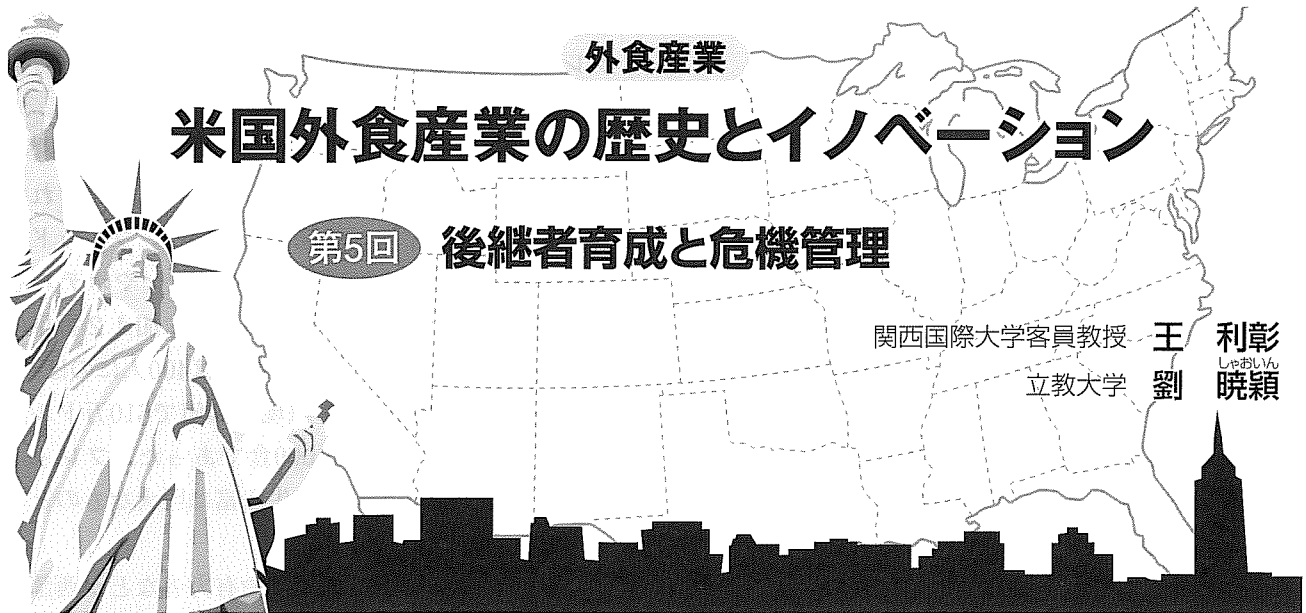 外食産業
米国外食産業の歴史とイノベーション
第5回 後継者育成と危機管理
関西国際大学客員教授 王 利彰
しゃおいん
立教大学 劉 暁穎